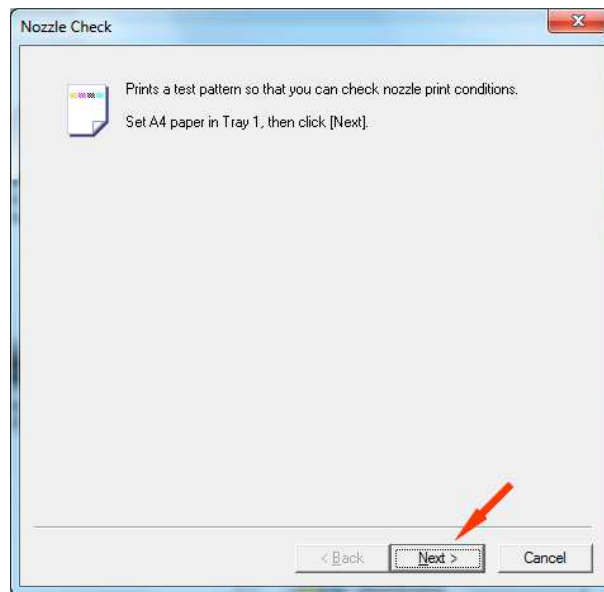 Nozzle Check
Prints a test pattern so that you can check nozzle print conditions.
Set A4 paper in Tray 1, then click [Next].
< Back Next > Cancel